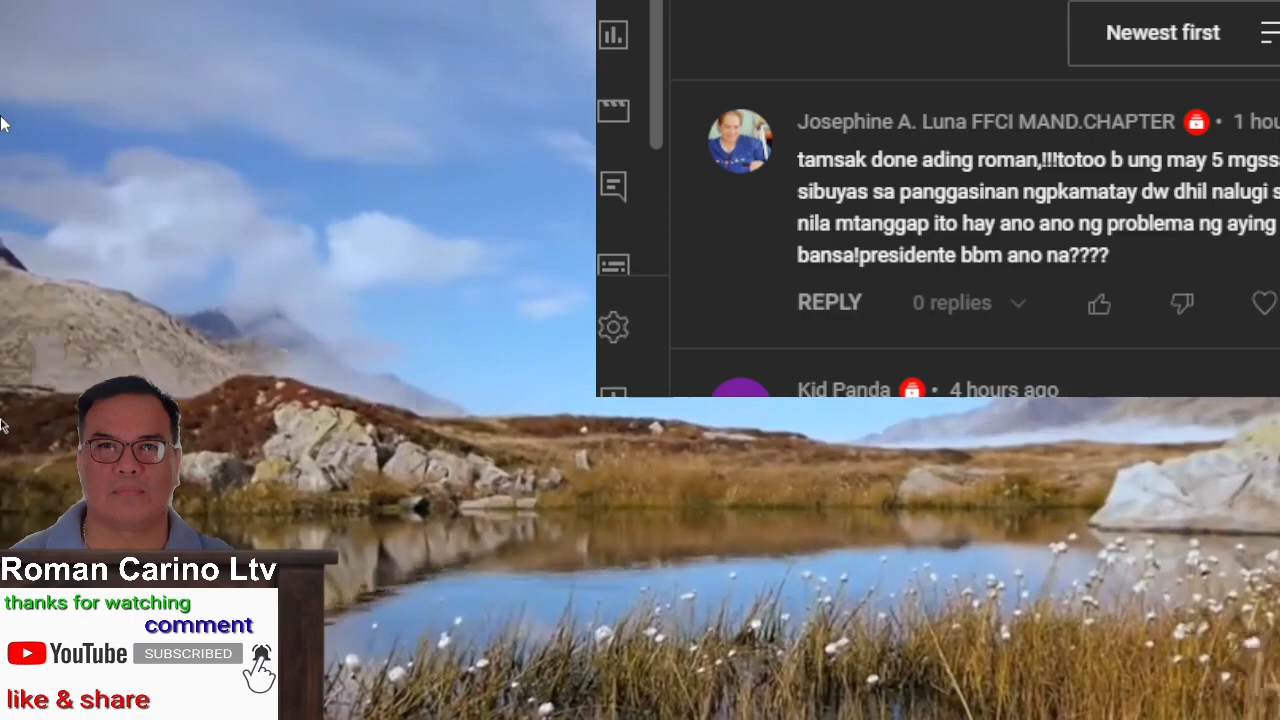 Newest first
Josephine A. Luna FFCI MAND.CHAPTER • 1 hou
tamsak done ading roman,!!!totoo b ung may 5 mgss
sibuyas sa panggasinan ngpkamatay dw dhil nalugi s
nila mtanggap ito hay ano ano ng problema ng aying
bansa!presidente bbm ano na????
REPLY 0 replies
Kid Panda • 4 hours ago
Roman Carino Ltv
thanks for watching
comment
YouTube SUBSCRIBED
like & share